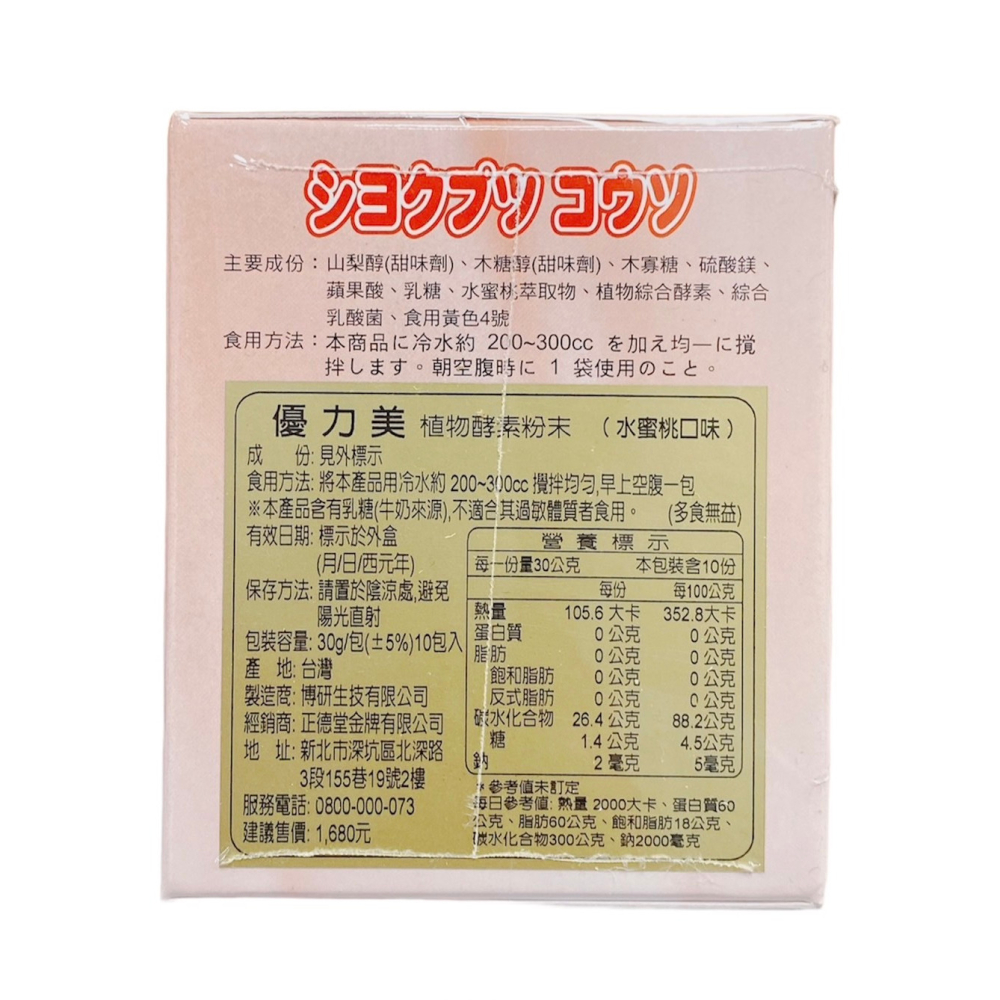 シヨクブツ コウソ
主要成份：山梨醇(甜味劑)、木糖醇(甜味劑)、木寡糖、硫酸鎂、
蘋果酸、乳糖、水蜜桃萃取物、植物綜合酵素、綜合
乳酸菌、食用黃色4號
食用方法：本商品に冷水約 200~300cc を加え均一に攪
拌します。朝空腹時に 1 袋使用のこと。
優力美 植物酵素粉末 （水蜜桃口味）
成 份: 見外標示
食用方法: 將本產品用冷水約 200~300cc 攪拌均勻,早上空腹一包
※本產品含有乳糖(牛奶來源),不適合其過敏體質者食用。 (多食無益)
有效日期: 標示於外盒
(月/日/西元年)
保存方法: 請置於陰涼處,避免
陽光直射
包裝容量: 30g/包(±5%)10包入
產 地: 台灣
製造商: 博研生技有限公司
經銷商: 正德堂金牌有限公司
地 址: 新北市深坑區北深路
3段155巷19號2樓
服務電話: 0800-000-073
建議售價: 1,680元
營養標示
每一份量30公克 本包裝含10份
每份 每100公克
熱量 105.6 大卡 352.8大卡
蛋白質 0 公克 0 公克
脂肪 0 公克 0 公克
飽和脂肪 0 公克 0 公克
反式脂肪 0 公克 0 公克
碳水化合物 26.4 公克 88.2公克
糖 1.4 公克 4.5公克
鈉 2 毫克 5毫克
* 參考值未訂定
每日參考值: 熱量 2000大卡、蛋白質60
公克、脂肪60公克、飽和脂肪18公克、
碳水化合物300公克、鈉2000毫克